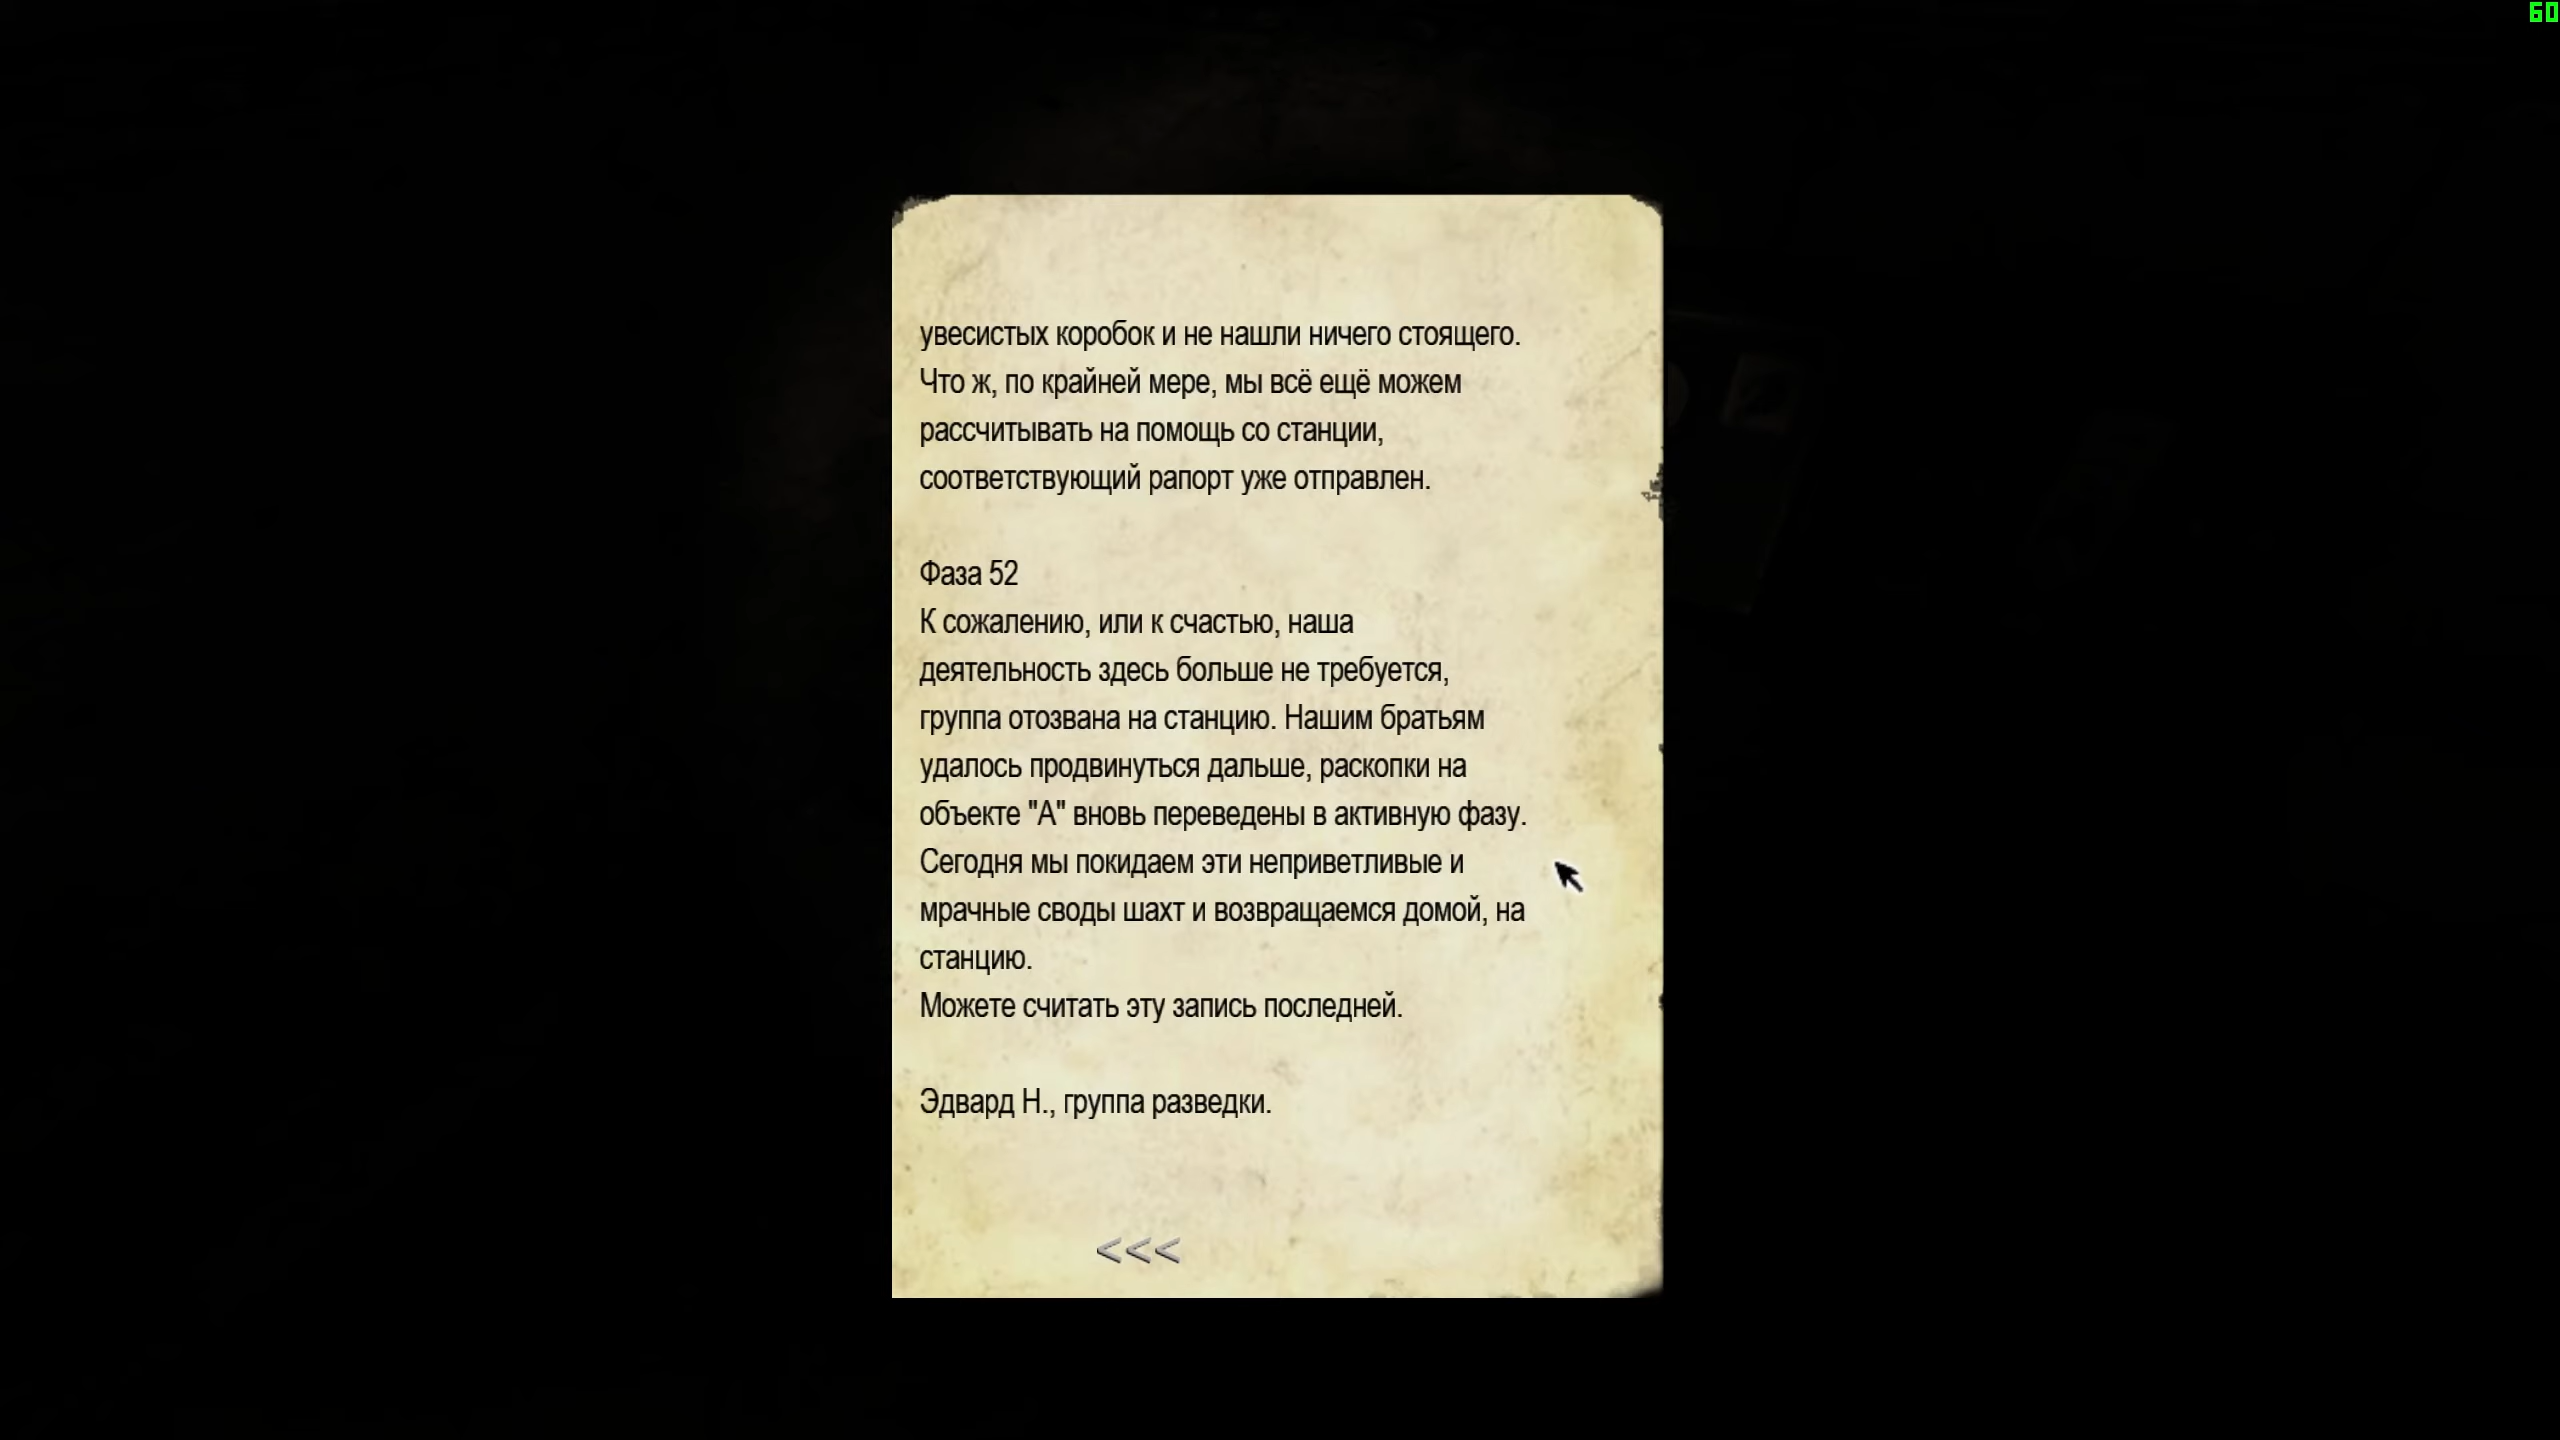 60
увесистых коробок и не нашли ничего стоящего.
Что ж, по крайней мере, мы всё ещё можем
рассчитывать на помощь со станции,
соответствующий рапорт уже отправлен.
Фаза 52
К сожалению, или к счастью, наша
деятельность здесь больше не требуется,
группа отозвана на станцию. Нашим братьям
удалось продвинуться дальше, раскопки на
объекте "А" вновь переведены в активную фазу.
Сегодня мы покидаем эти неприветливые и
мрачные своды шахт и возвращаемся домой, на
станцию.
Можете считать эту запись последней.
Эдвард Н., группа разведки.
<<<